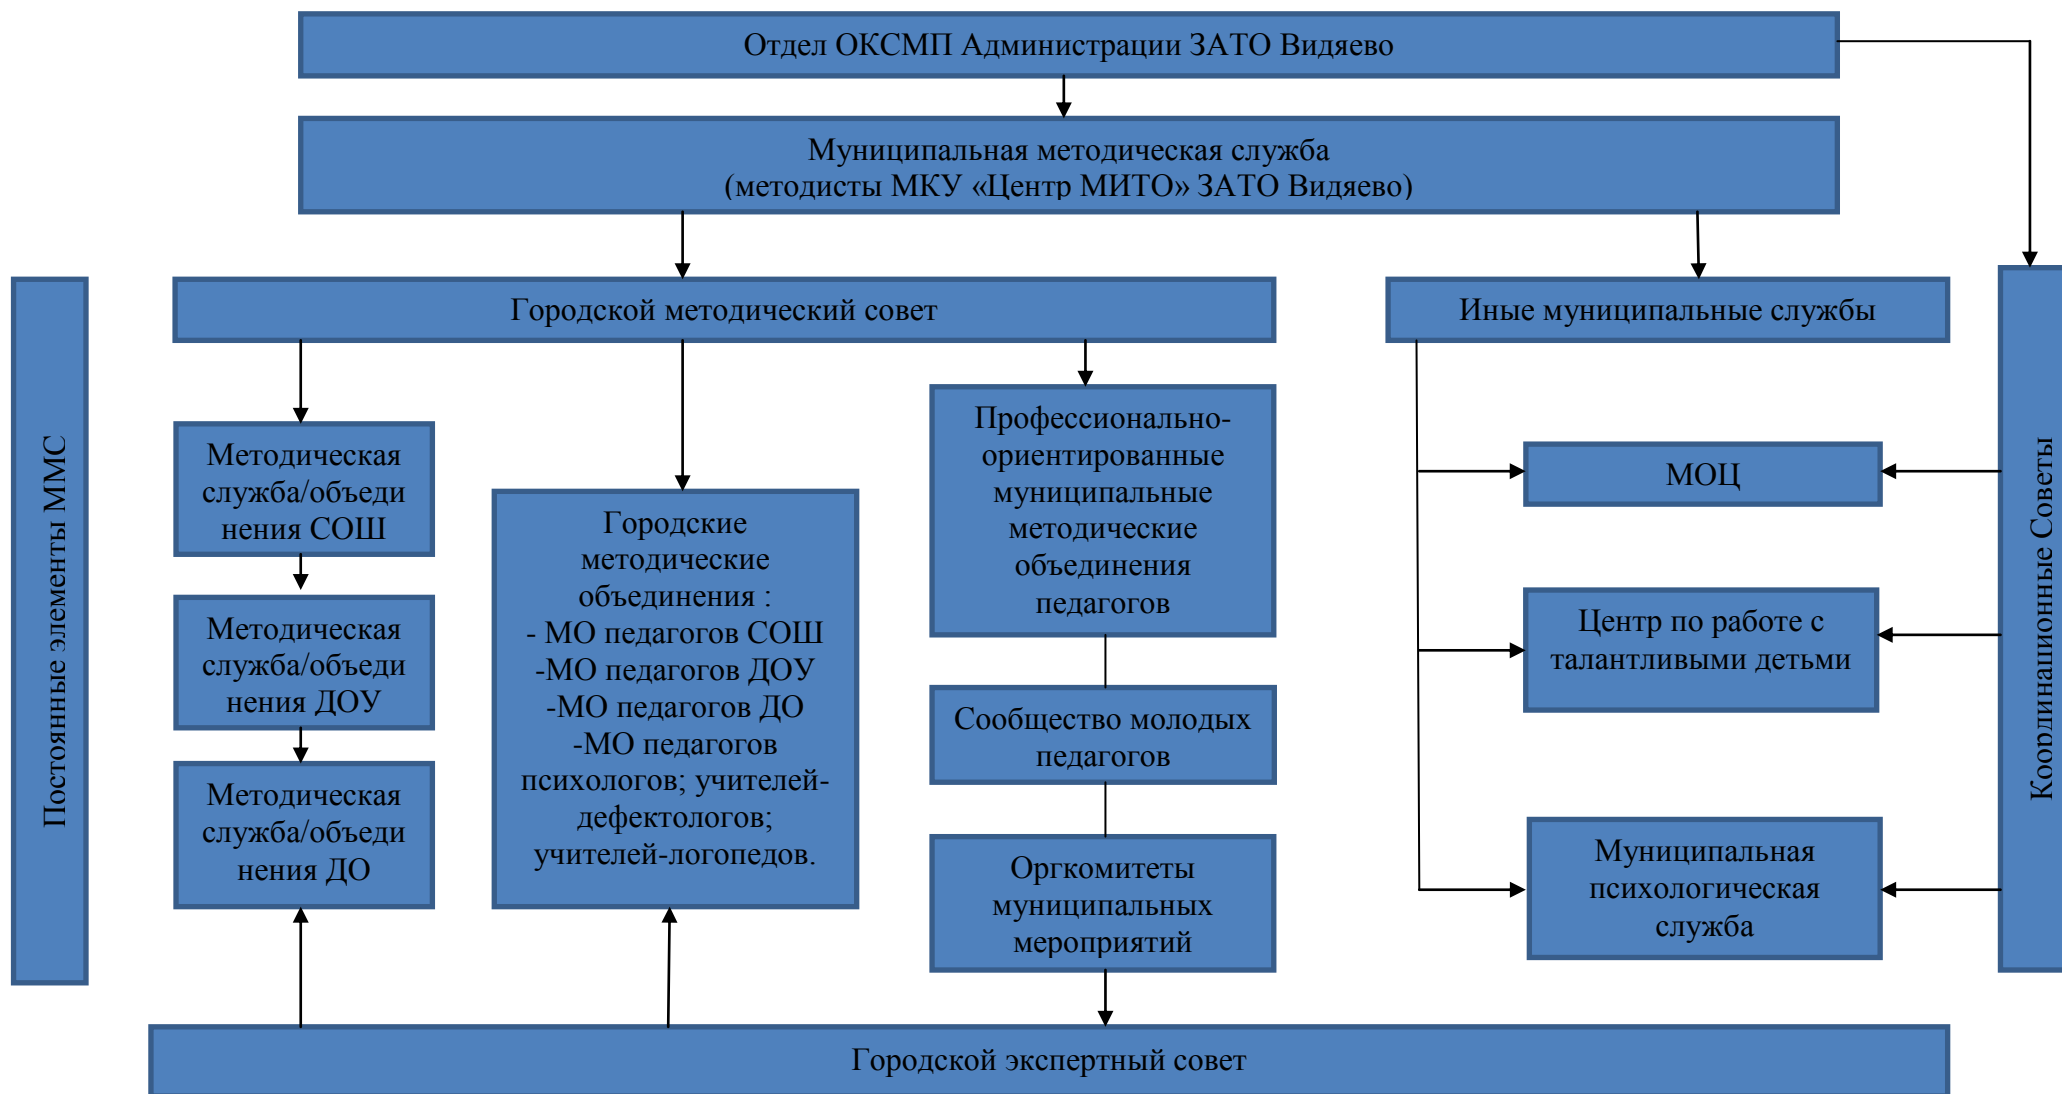 Отдел ОКСМП Администрации ЗАТО Видяево
Муниципальная методическая служба
(методисты МКУ «Центр МИТО» ЗАТО Видяево)
Постоянные элементы ММС
Городской методический совет
Иные муниципальные службы
Координационные Советы
Методическая
служба/объеди
нения СОШ
Методическая
служба/объеди
нения ДОУ
Методическая
служба/объеди
нения ДО
Городские
методические
объединения :
- МО педагогов СОШ
-МО педагогов ДОУ
-МО педагогов ДО
-МО педагогов
психологов; учителей-
дефектологов;
учителей-логопедов.
Профессионально-
ориентированные
муниципальные
методические
объединения
педагогов
Сообщество молодых
педагогов
Оргкомитеты
муниципальных
мероприятий
МОЦ
Центр по работе с
талантливыми детьми
Муниципальная
психологическая
служба
Городской экспертный совет